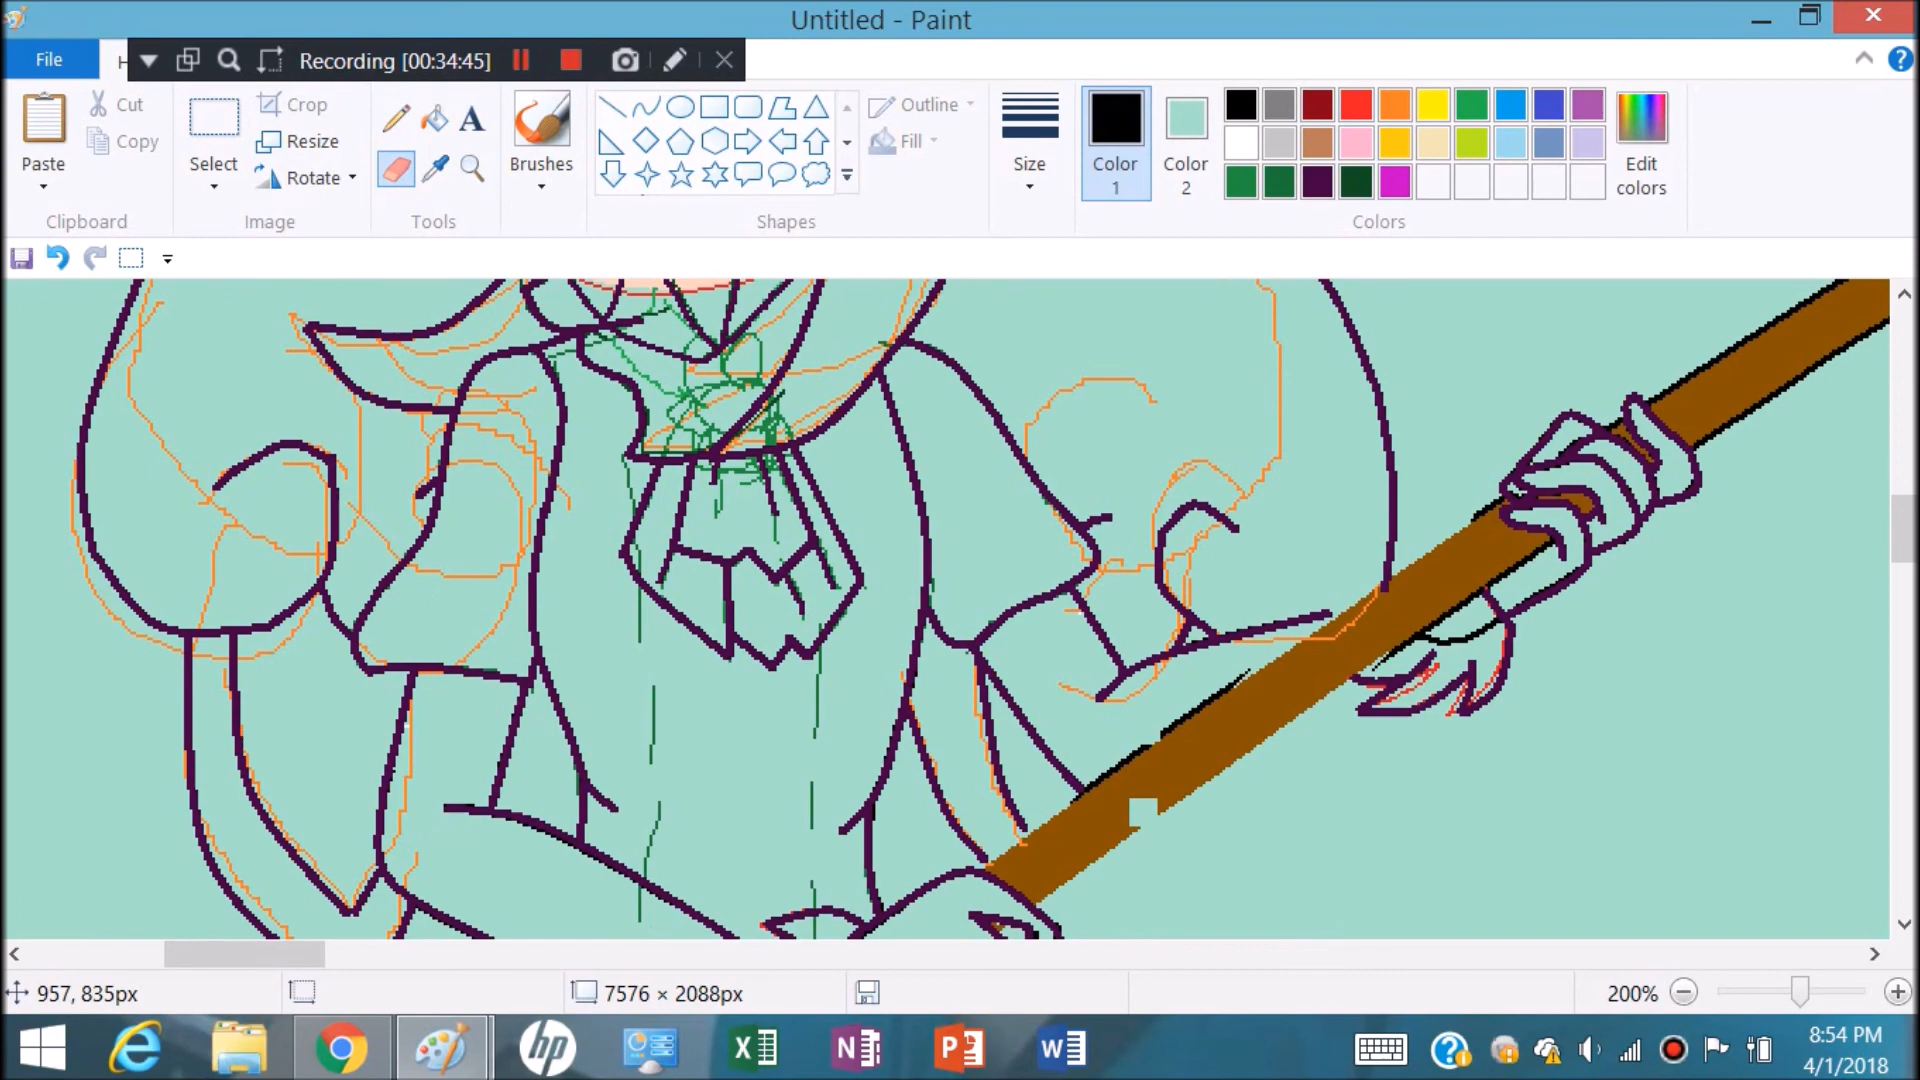 Untitled - Paint
File
H
Recording [00:34:45]
Paste
Cut
Copy
Clipboard
Select
Crop
Resize
Rotate
Image
A
Tools
Brushes
Shapes
Outline
Fill
Size
Color 1
Color 2
Edit colors
Colors
957, 835px
7576 × 2088px
200%
hp
X
N
P
W
8:54 PM
4/1/2018